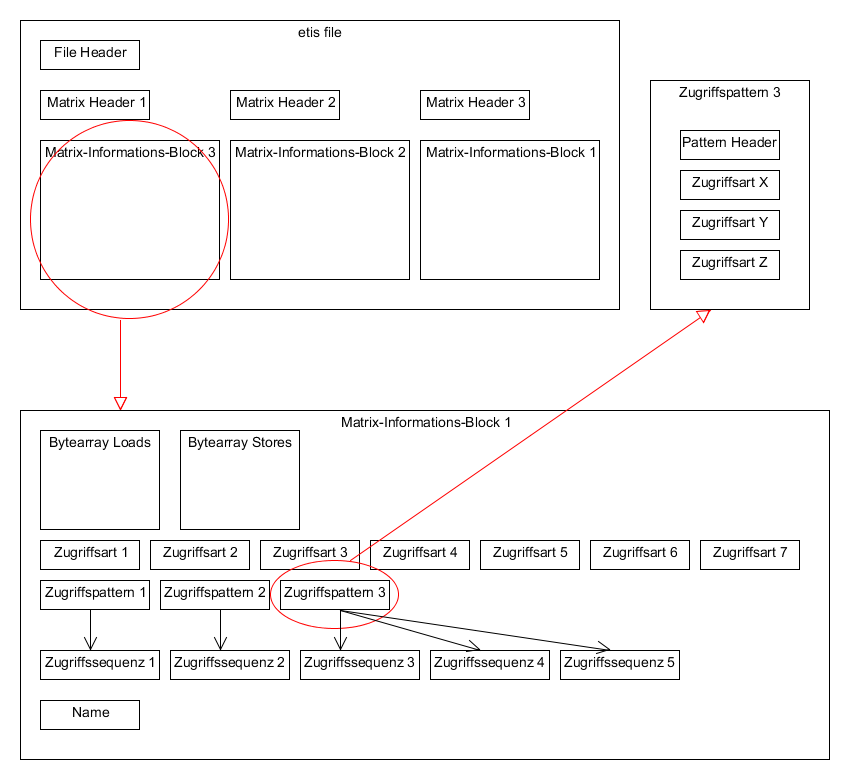 etis file
File Header
Matrix Header 1
Matrix Header 2
Matrix Header 3
Matrix-Informations-Block 3
Matrix-Informations-Block 2
Matrix-Informations-Block 1
Zugriffspattern 3
Pattern Header
Zugriffsart X
Zugriffsart Y
Zugriffsart Z
Matrix-Informations-Block 1
Bytearray Loads
Bytearray Stores
Zugriffsart 1
Zugriffsart 2
Zugriffsart 3
Zugriffsart 4
Zugriffsart 5
Zugriffsart 6
Zugriffsart 7
Zugriffspattern 1
Zugriffspattern 2
Zugriffspattern 3
Zugriffssequenz 1
Zugriffssequenz 2
Zugriffssequenz 3
Zugriffssequenz 4
Zugriffssequenz 5
Name